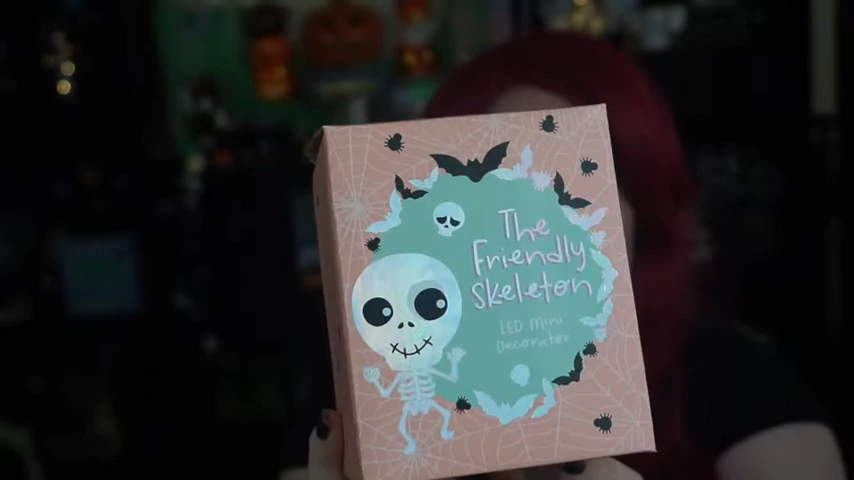 The
Friendly
Skeleton
LED Mini
Decorator